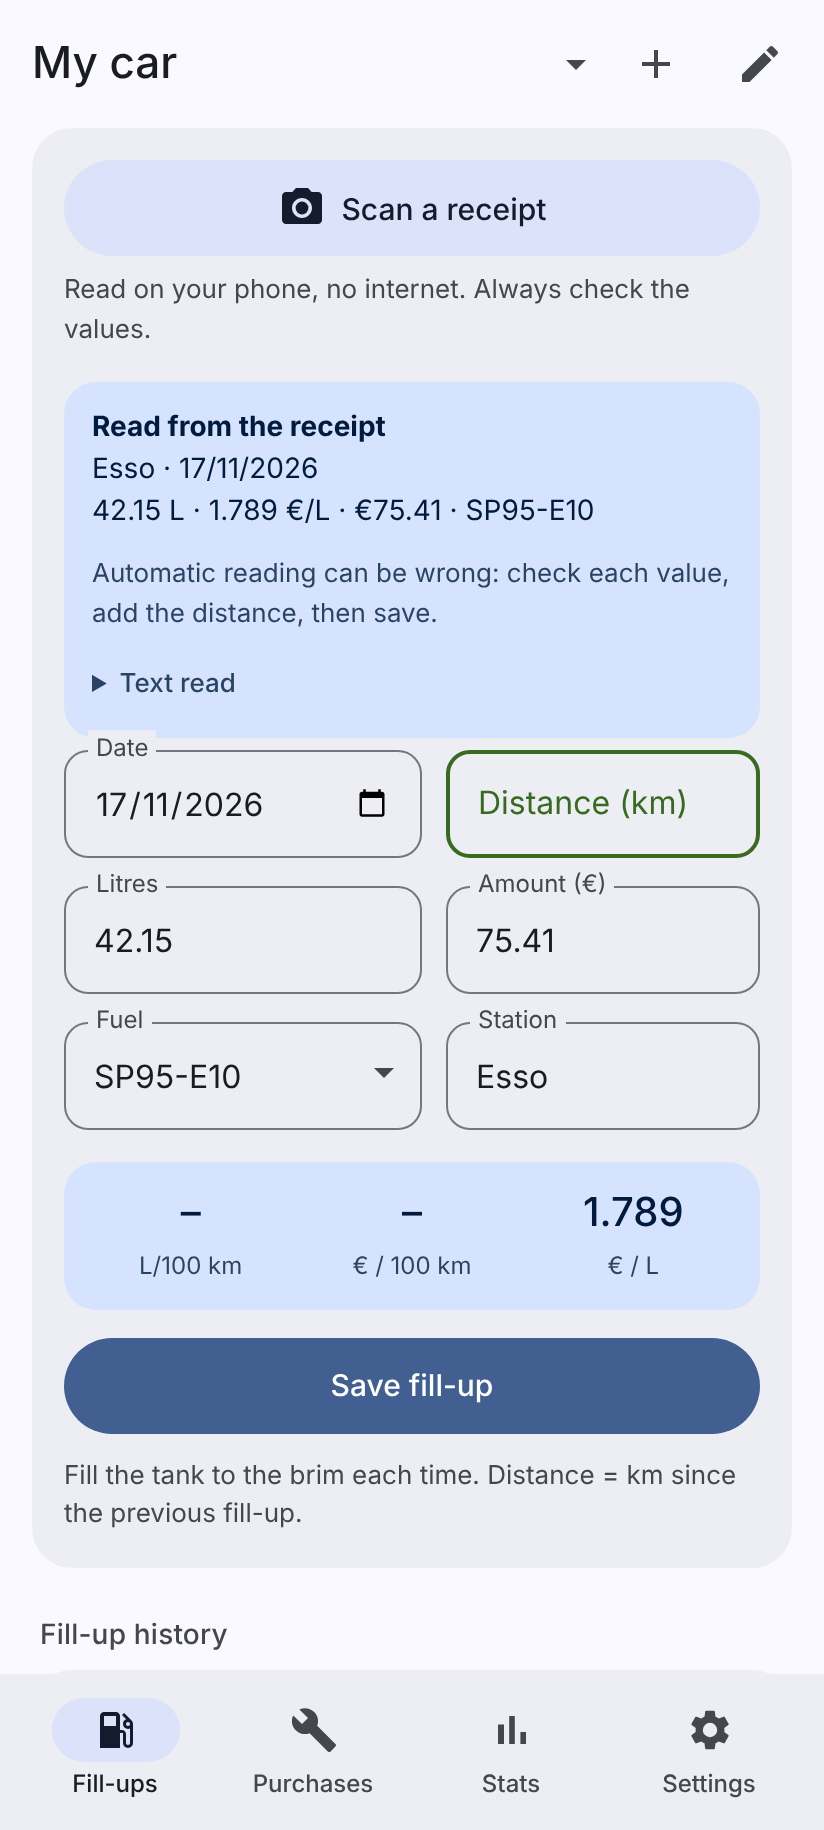 My car
Scan a receipt
Read on your phone, no internet. Always check the
values.
Read from the receipt
Esso · 17/11/2026
42.15 L · 1.789 €/L · €75.41 · SP95-E10
Automatic reading can be wrong: check each value,
add the distance, then save.
Text read
Date
17/11/2026
Distance (km)
Litres
42.15
Amount (€)
75.41
Fuel
SP95-E10
Station
Esso
– – 1.789
L/100 km € / 100 km € / L
Save fill-up
Fill the tank to the brim each time. Distance = km since
the previous fill-up.
Fill-up history
Fill-ups Purchases Stats Settings